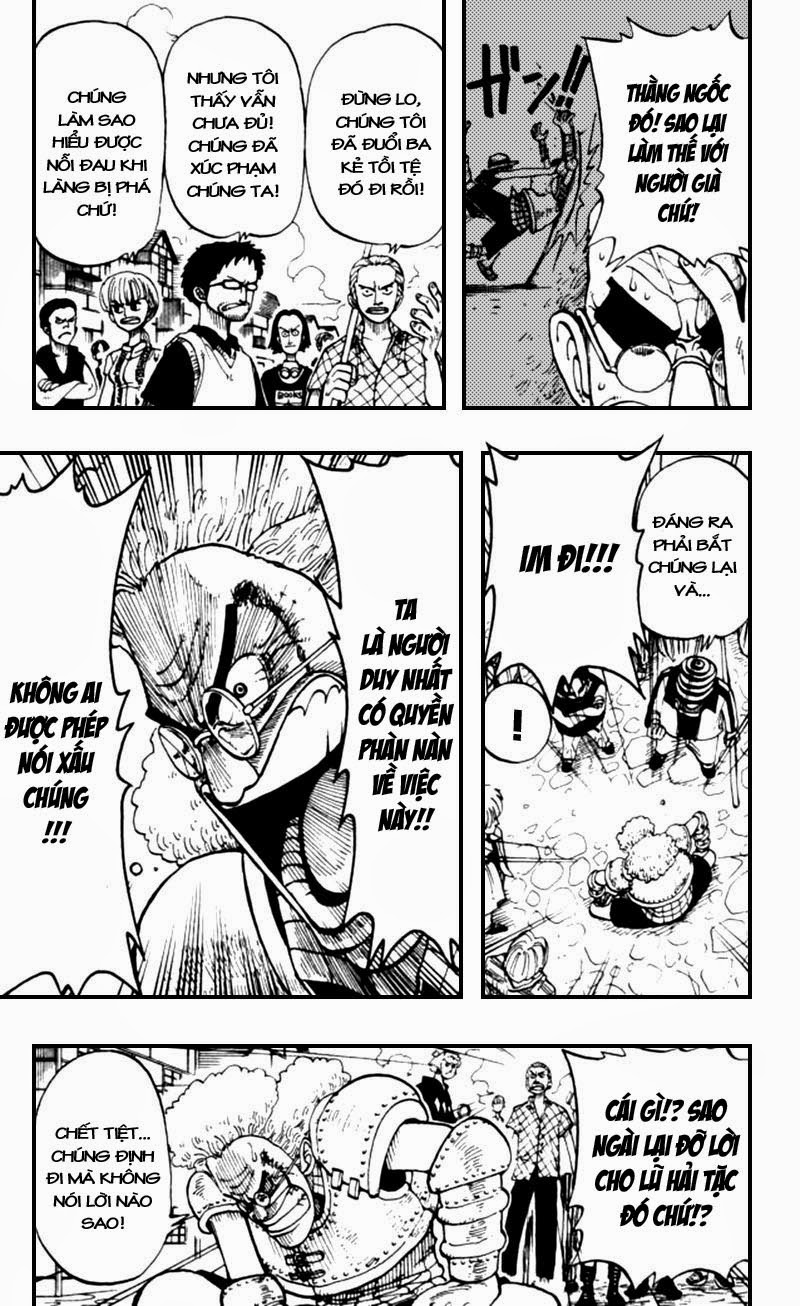 THẰNG NGỐC
ĐÓ! SAO LẠI
LÀM THẾ VỚI
NGƯỜI GIÀ
CHỨ!
ガン!!
ĐỪNG LO,
CHÚNG TÔI
ĐÃ ĐUỔI BA
KẺ TỒI TỆ
ĐÓ ĐI RỒI!
NHƯNG TÔI
THẤY VẪN
CHƯA ĐỦ!
CHÚNG ĐÃ
XÚC PHẠM
CHÚNG TA!
CHÚNG
LÀM SAO
HIỂU ĐƯỢC
NỖI ĐAU KHI
LÀNG BỊ PHÁ
CHỨ!
BOOKS
ĐÁNG RA
PHẢI BẮT
CHÚNG LẠI
VÀ...
IM ĐI!!!
!
TA
LÀ NGƯỜI
DUY NHẤT
CÓ QUYỀN
PHÀN NÀN
VỀ VIỆC
NÀY!!
KHÔNG AI
ĐƯỢC PHÉP
NÓI XẤU
CHÚNG
!!!
CÁI GÌ!? SAO
NGÀI LẠI ĐỠ LỜI
CHO LŨ HẢI TẶC
ĐÓ CHỨ!?
CHẾT TIỆT...
CHÚNG ĐỊNH
ĐI MÀ KHÔNG
NÓI LỜI NÀO
SAO!